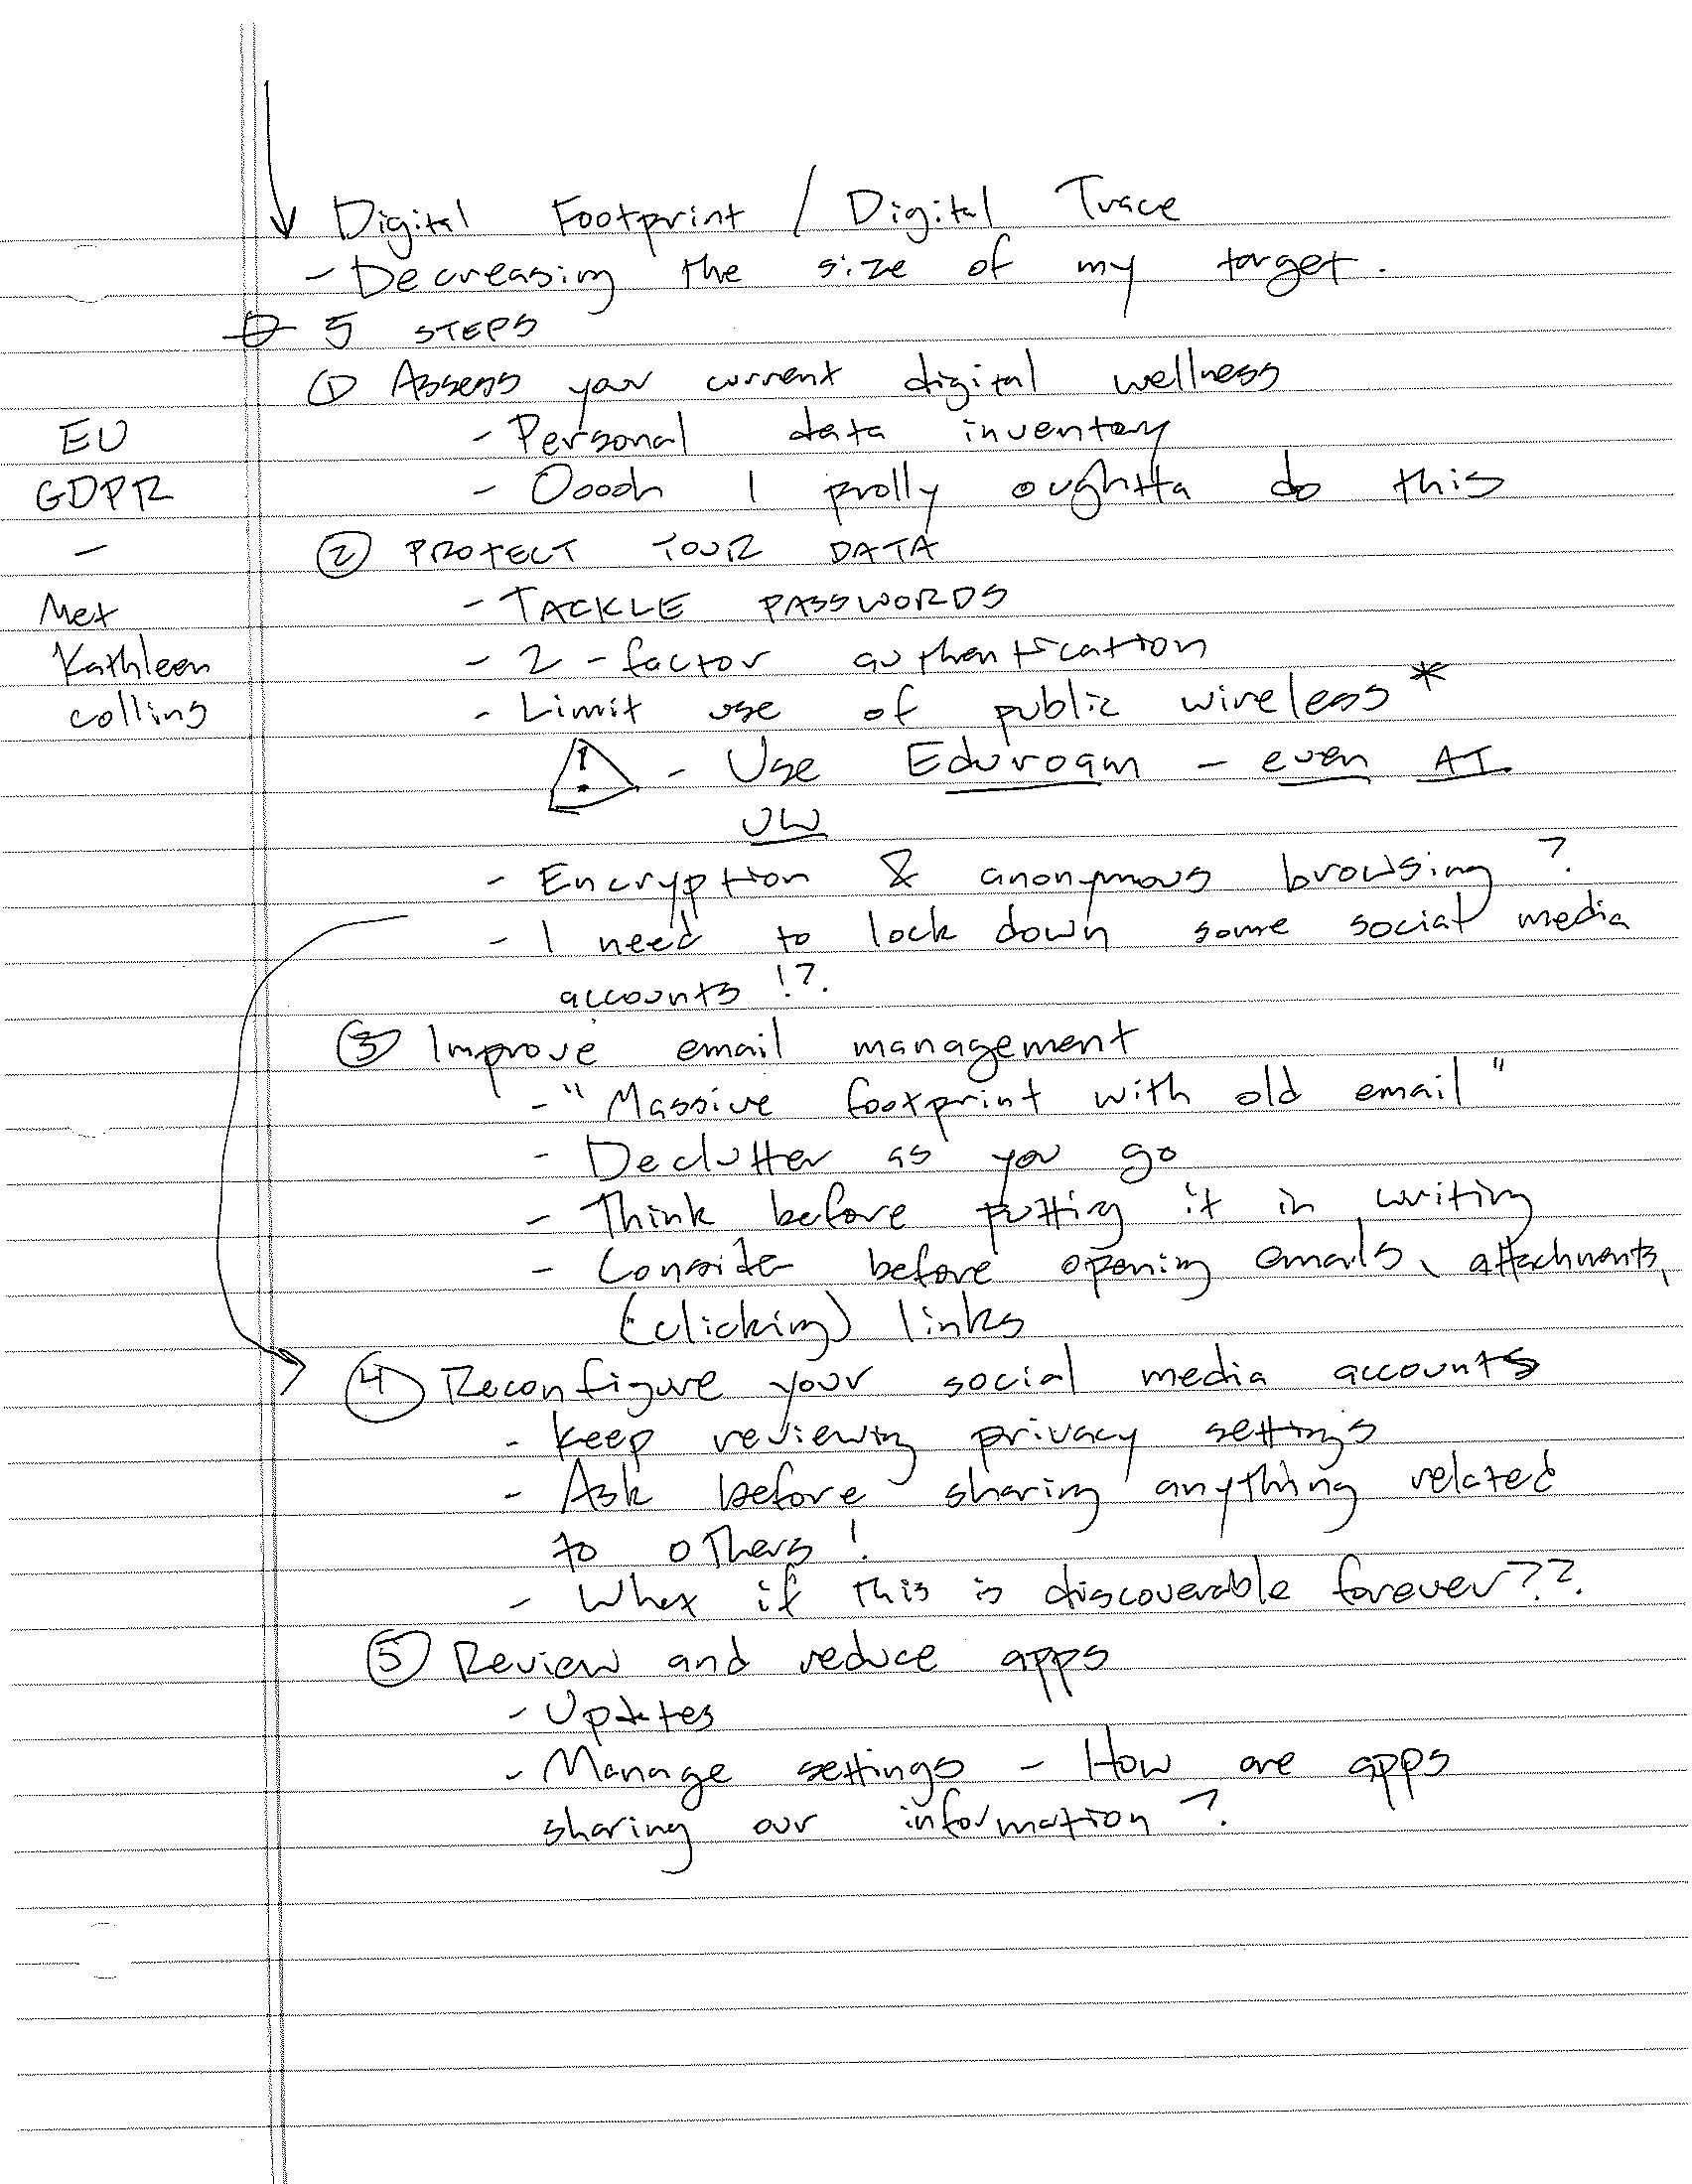 Digital Footprint / Digital Trace
- Decreasing the size of my target.
5 STEPS
① Assess your current digital wellness
- Personal data inventory
- Ooooh I prolly oughtta do this
② PROTECT YOUR DATA
- TACKLE PASSWORDS
- 2-factor authentication
- Limit use of public wireless *
! - Use Eduroam - even AT
UW
- Encryption & anonymous browsing?
- I need to lock down some social media
accounts!?.
③ Improve email management
- "Massive footprint with old email"
- Declutter as you go
- Think before putting it in writing
- Consider before opening emails, attachments,
(clicking) links
④ Reconfigure your social media accounts
- Keep reviewing privacy settings
- Ask before sharing anything related
to others!
- What if this is discoverable forever??.
⑤ Review and reduce apps
- Updates
- Manage settings - How are apps
sharing our information?
EU
GDPR
-
Met
Kathleen
Collins